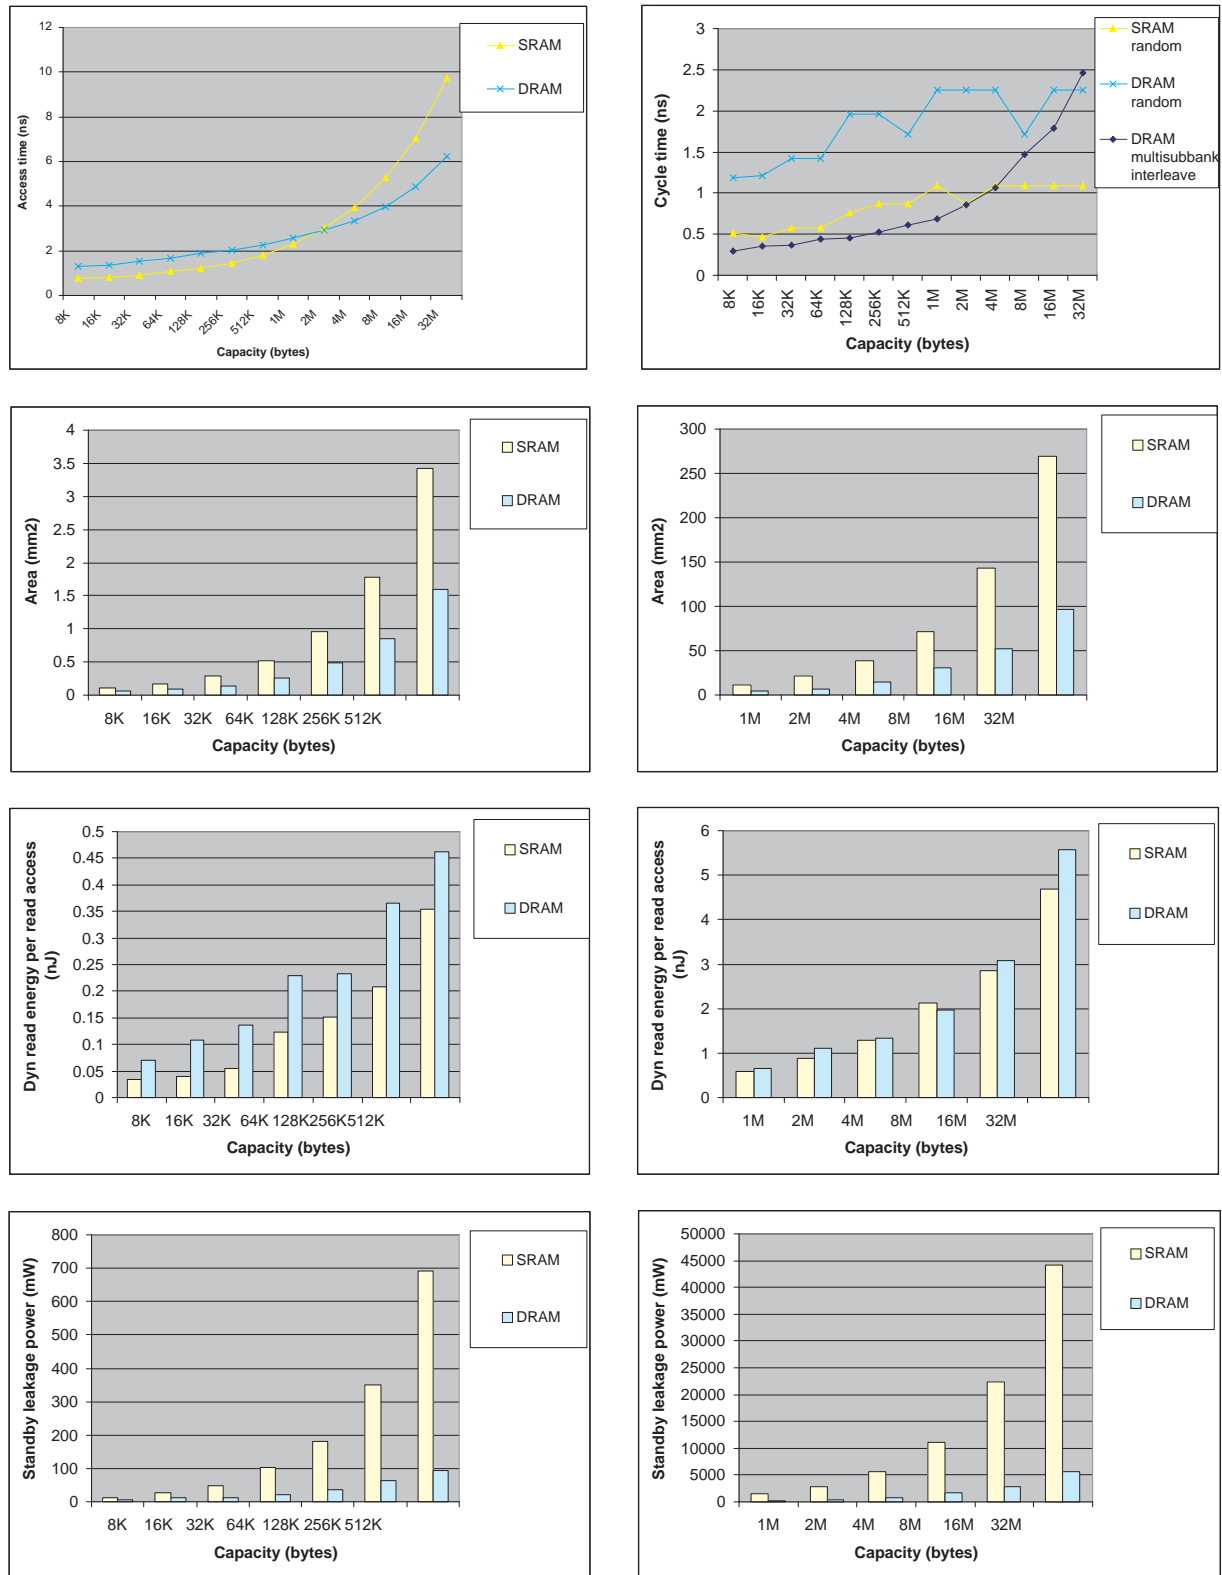 12
10
8
6
4
2
0
Access time (ns)
8K 16K 32K 64K 128K 256K 512K 1M 2M 4M 8M 16M 32M
Capacity (bytes)
SRAM
DRAM
3
2.5
2
1.5
1
0.5
0
Cycle time (ns)
8K 16K 32K 64K 128K 256K 512K 1M 2M 4M 8M 16M 32M
Capacity (bytes)
SRAM
random
DRAM
random
DRAM
multisubbank
interleave
4
3.5
3
2.5
2
1.5
1
0.5
0
Area (mm2)
8K 16K 32K 64K 128K 256K 512K
Capacity (bytes)
SRAM
DRAM
300
250
200
150
100
50
0
Area (mm2)
1M 2M 4M 8M 16M 32M
Capacity (bytes)
SRAM
DRAM
0.5
0.45
0.4
0.35
0.3
0.25
0.2
0.15
0.1
0.05
0
Dyn read energy per read access
(nJ)
8K 16K 32K 64K 128K 256K 512K
Capacity (bytes)
SRAM
DRAM
6
5
4
3
2
1
0
Dyn read energy per read access
(nJ)
1M 2M 4M 8M 16M 32M
Capacity (bytes)
SRAM
DRAM
800
700
600
500
400
300
200
100
0
Standby leakage power (mW)
8K 16K 32K 64K 128K 256K 512K
Capacity (bytes)
SRAM
DRAM
50000
45000
40000
35000
30000
25000
20000
15000
10000
5000
0
Standby leakage power (mW)
1M 2M 4M 8M 16M 32M
Capacity (bytes)
SRAM
DRAM